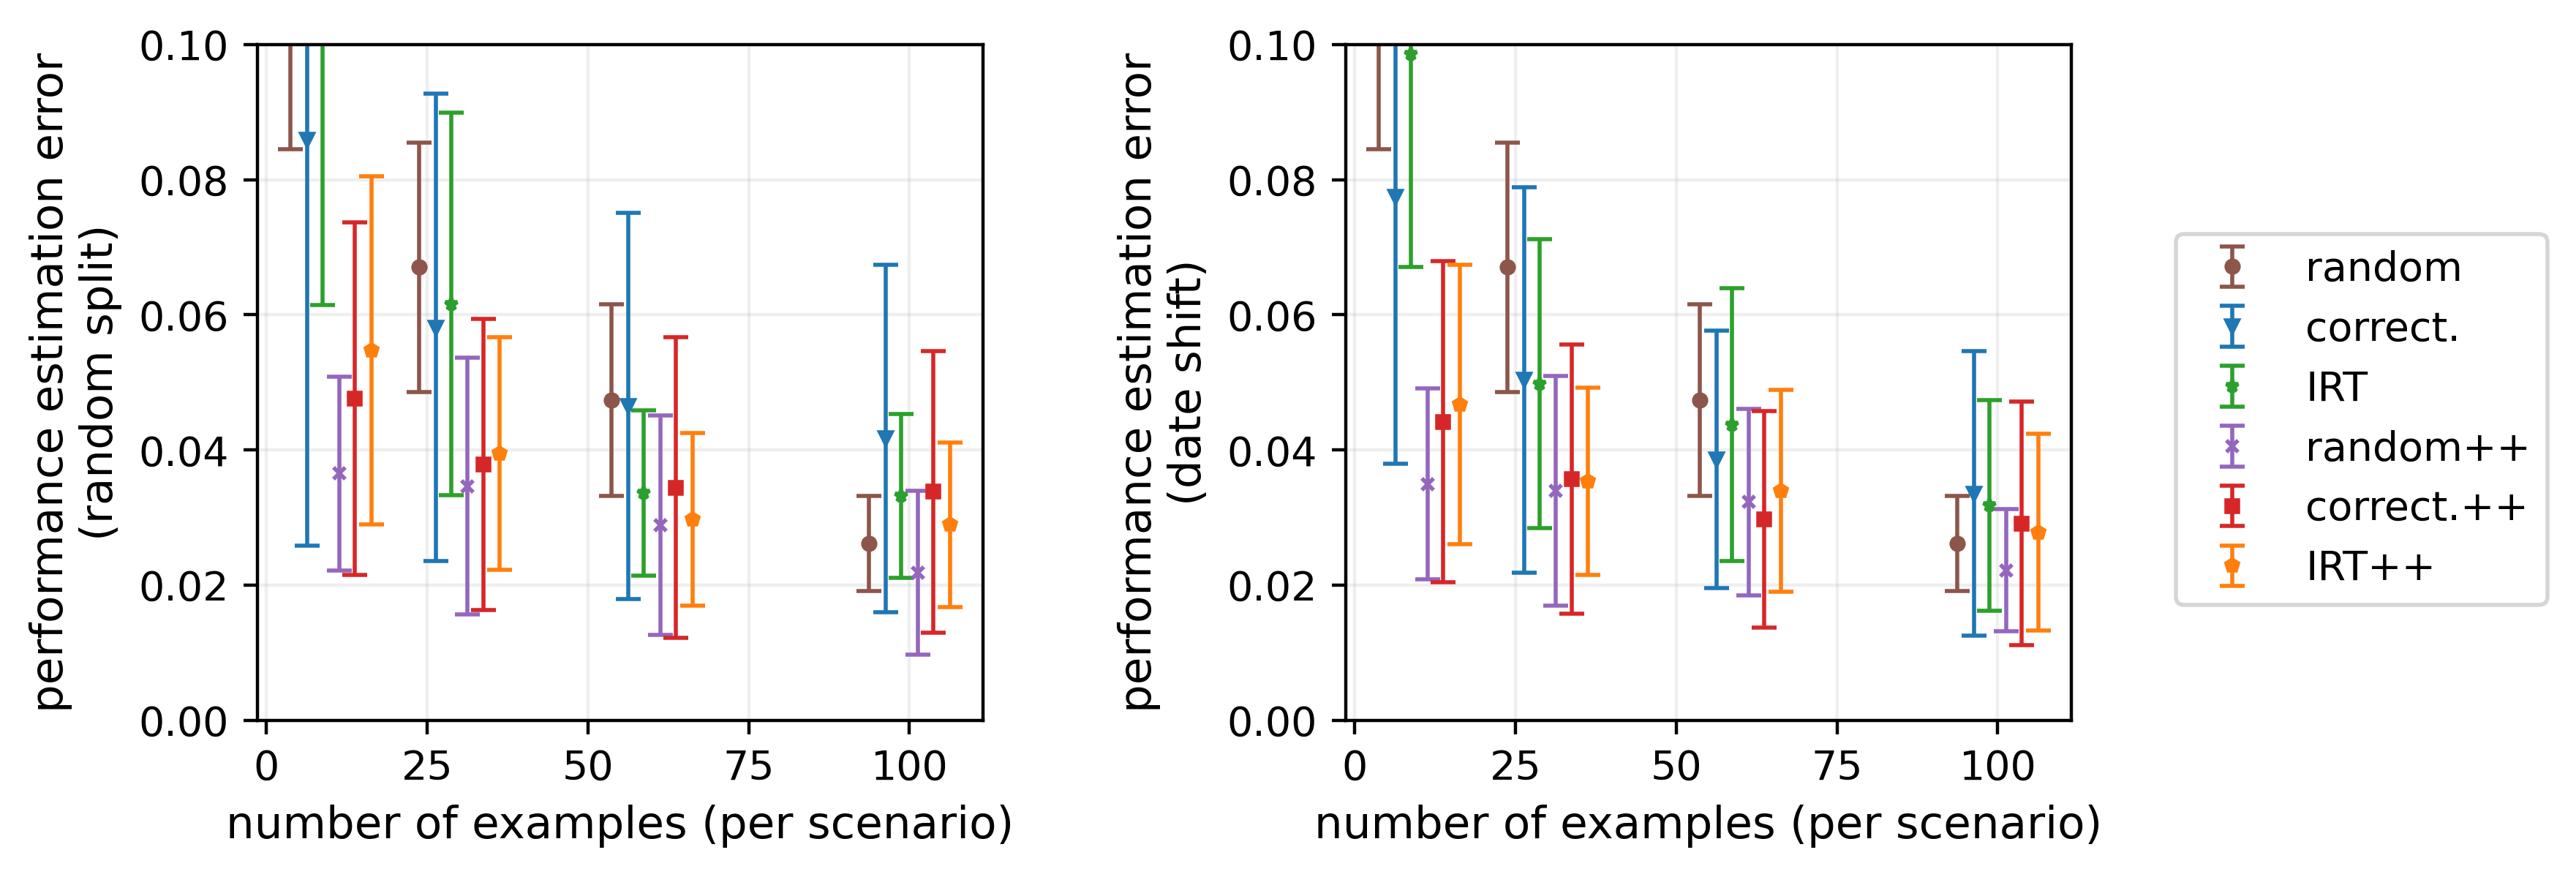 performance estimation error
(random split)
0.10
0.08
0.06
0.04
0.02
0.00
0 25 50 75 100
number of examples (per scenario)
performance estimation error
(date shift)
0.10
0.08
0.06
0.04
0.02
0.00
0 25 50 75 100
number of examples (per scenario)
random
correct.
IRT
random++
correct.++
IRT++